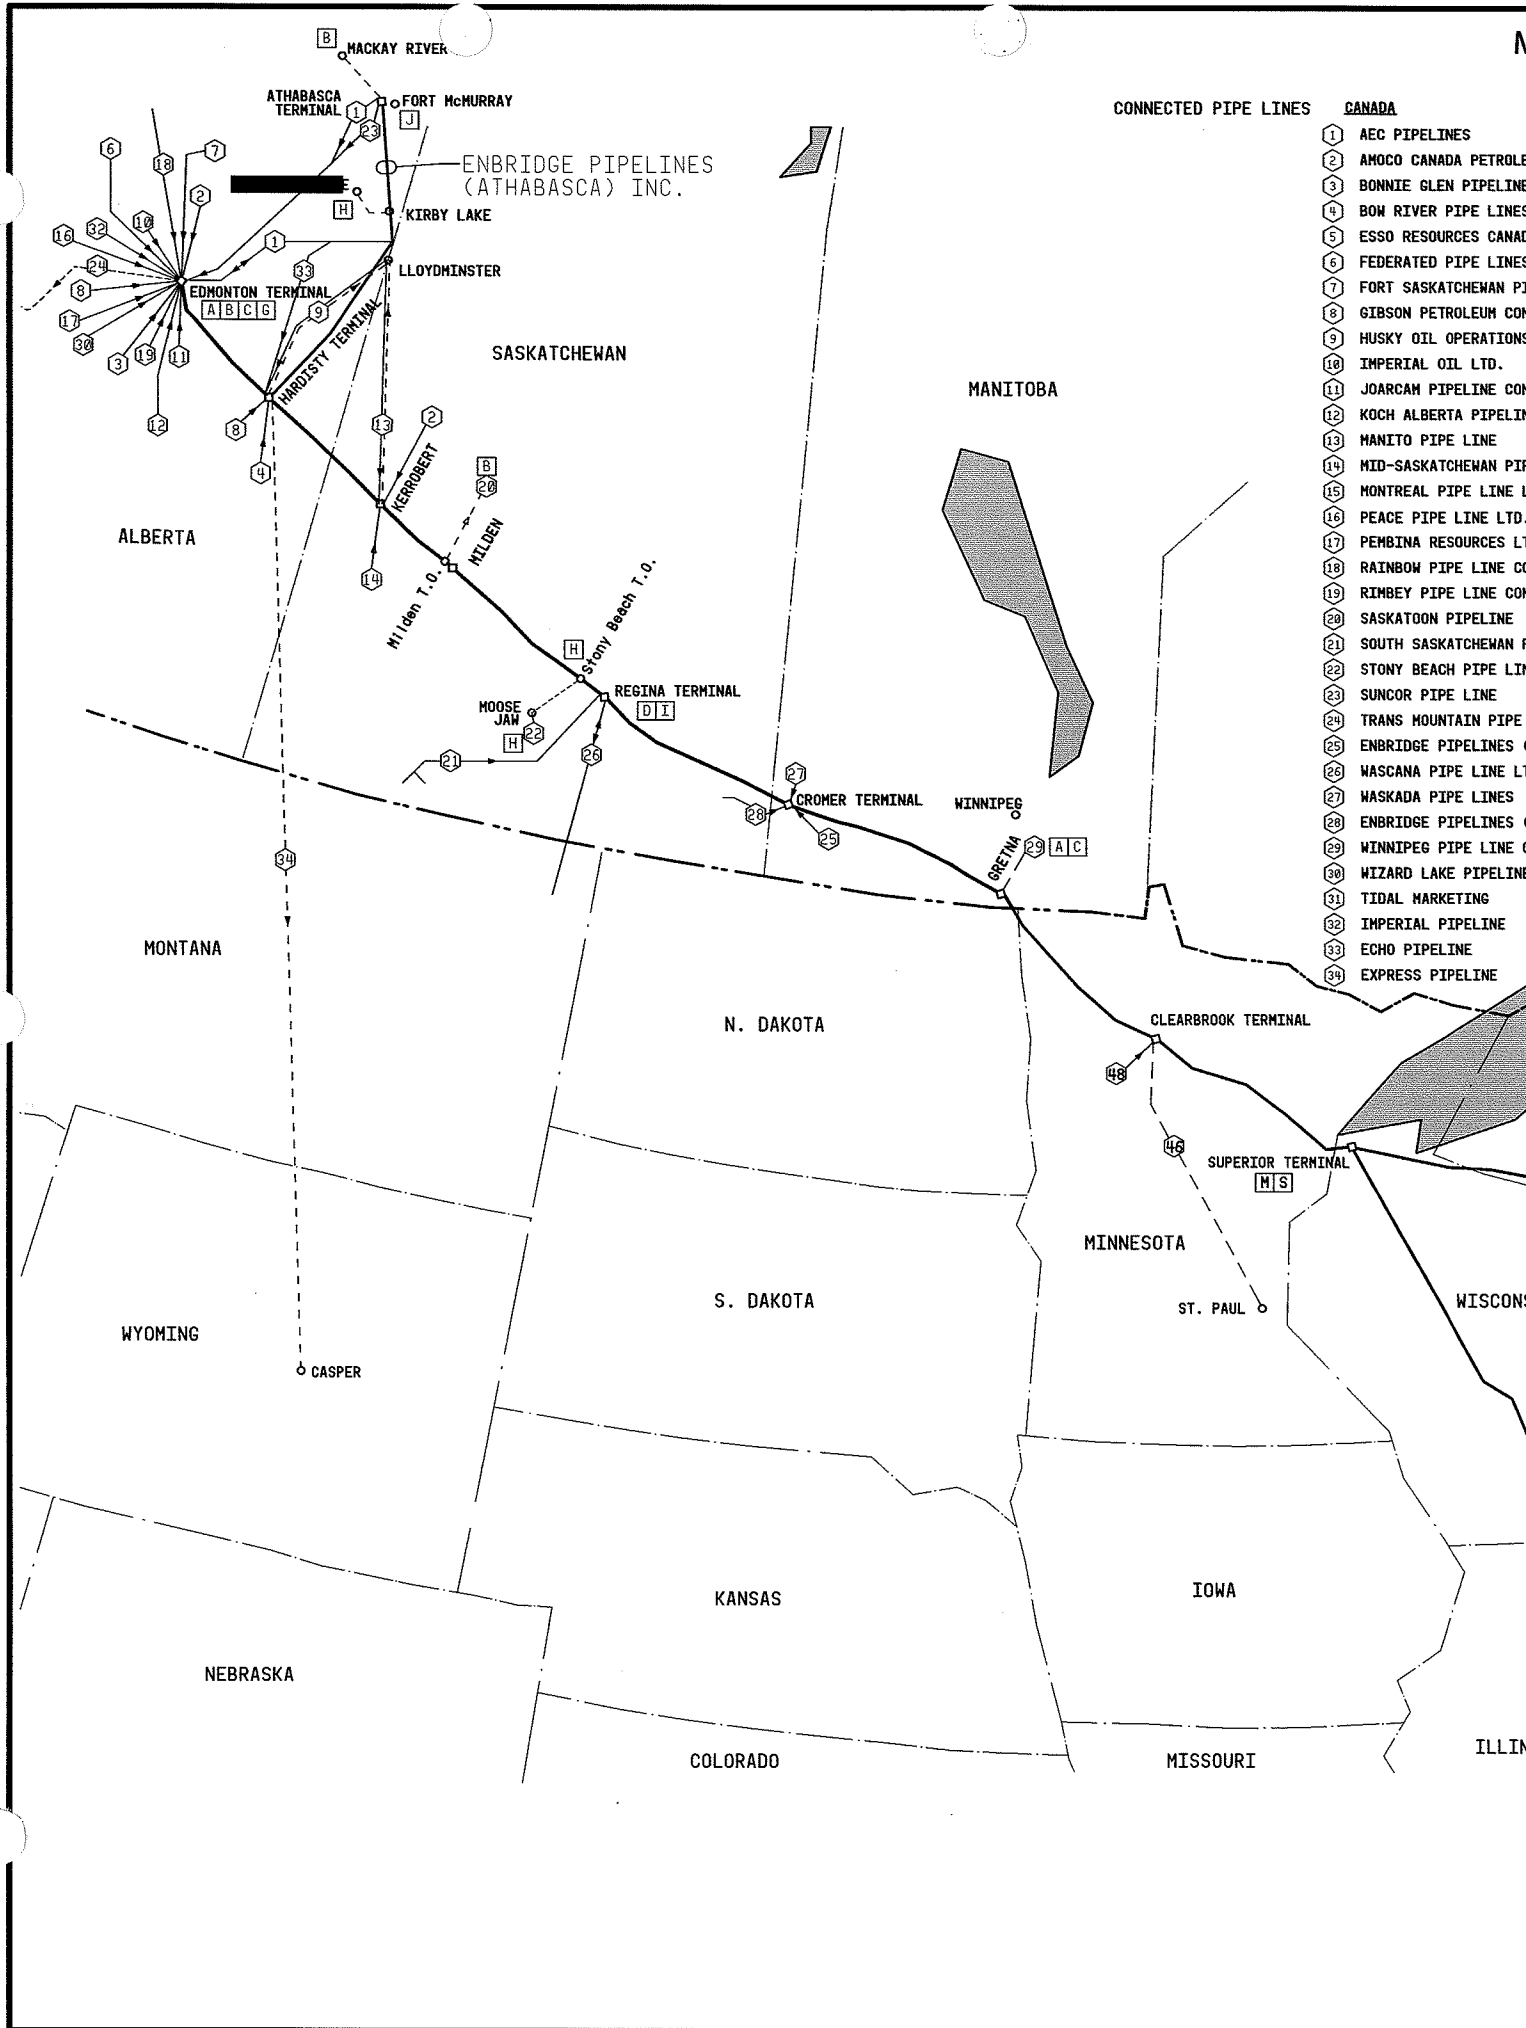 B
MACKAY RIVER
ATHABASCA
TERMINAL
1
FORT McMURRAY
J
23
ENBRIDGE PIPELINES
(ATHABASCA) INC.
H
KIRBY LAKE
6
18
7
2
10
32
16
24
1
33
LLOYDMINSTER
8
EDMONTON TERMINAL
A B C G
9
17
30
3
19
11
12
HARDISTY TERMINAL
8
4
13
2
KERROBERT
14
B
20
MILDEN
Milden T.O.
Stony Beach T.O.
H
REGINA TERMINAL
D I
MOOSE
JAW
22
H
21
26
27
CROMER TERMINAL
28
25
WINNIPEG
GRETNA
29 A C
34
ALBERTA
SASKATCHEWAN
MANITOBA
MONTANA
N. DAKOTA
CLEARBROOK TERMINAL
48
46
SUPERIOR TERMINAL
M S
MINNESOTA
ST. PAUL
WISCONS
S. DAKOTA
WYOMING
CASPER
KANSAS
IOWA
NEBRASKA
COLORADO
MISSOURI
ILLIN
CONNECTED PIPE LINES CANADA
1 AEC PIPELINES
2 AMOCO CANADA PETROLE
3 BONNIE GLEN PIPELINE
4 BOW RIVER PIPE LINES
5 ESSO RESOURCES CANAD
6 FEDERATED PIPE LINES
7 FORT SASKATCHEWAN PI
8 GIBSON PETROLEUM COM
9 HUSKY OIL OPERATIONS
10 IMPERIAL OIL LTD.
11 JOARCAM PIPELINE COM
12 KOCH ALBERTA PIPELIN
13 MANITO PIPE LINE
14 MID-SASKATCHEWAN PIP
15 MONTREAL PIPE LINE L
16 PEACE PIPE LINE LTD.
17 PEMBINA RESOURCES LT
18 RAINBOW PIPE LINE CO
19 RIMBEY PIPE LINE COM
20 SASKATOON PIPELINE
21 SOUTH SASKATCHEWAN P
22 STONY BEACH PIPE LIN
23 SUNCOR PIPE LINE
24 TRANS MOUNTAIN PIPE
25 ENBRIDGE PIPELINES (
26 WASCANA PIPE LINE LT
27 WASKADA PIPE LINES
28 ENBRIDGE PIPELINES (
29 WINNIPEG PIPE LINE C
30 WIZARD LAKE PIPELINE
31 TIDAL MARKETING
32 IMPERIAL PIPELINE
33 ECHO PIPELINE
34 EXPRESS PIPELINE